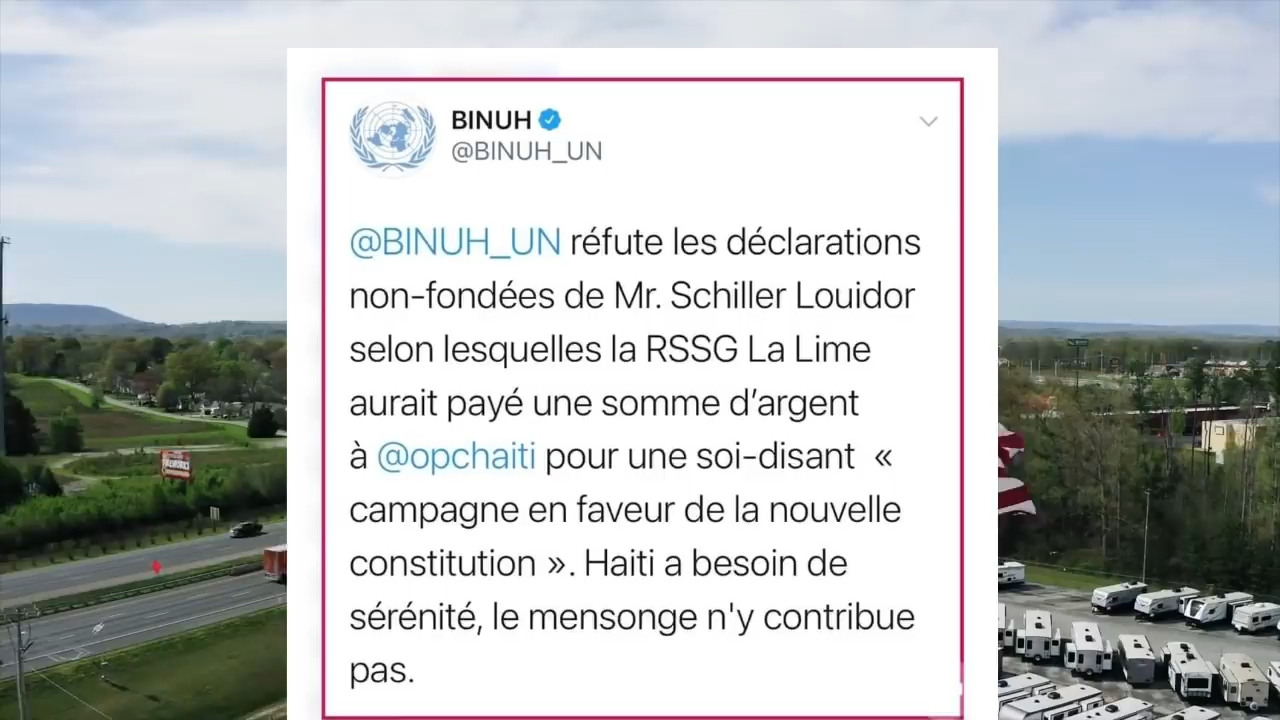 BINUH
@BINUH_UN
@BINUH_UN réfute les déclarations
non-fondées de Mr. Schiller Louidor
selon lesquelles la RSSG La Lime
aurait payé une somme d’argent
à @opchaiti pour une soi-disant «
campagne en faveur de la nouvelle
constitution ». Haiti a besoin de
sérénité, le mensonge n'y contribue
pas.
FIREWORKS